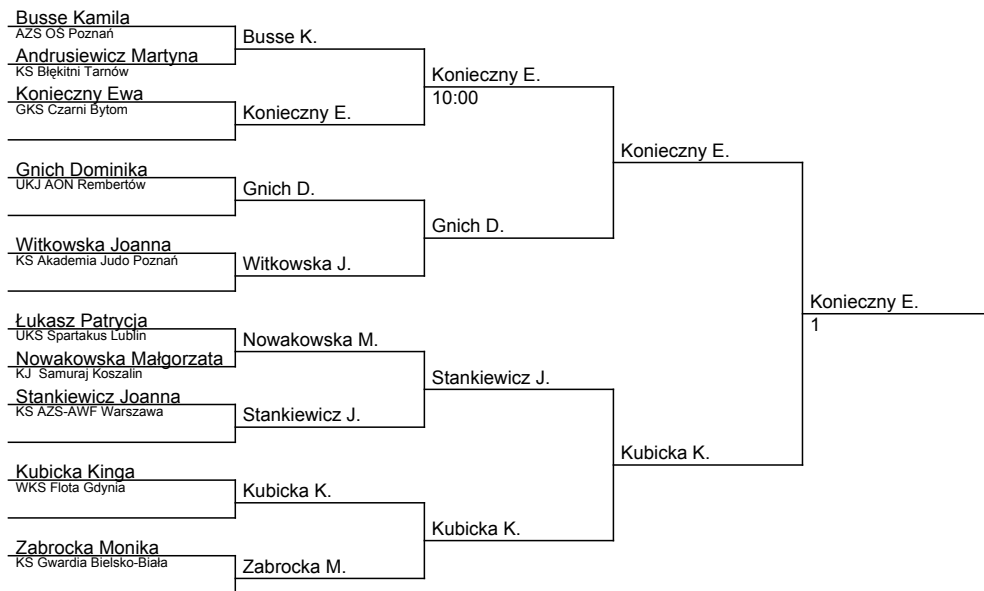 Busse Kamila
AZS OŚ Poznań
Busse K.
Andrusiewicz Martyna
KS Błękitni Tarnów
Konieczny E.
10:00
Konieczny Ewa
GKS Czarni Bytom
Konieczny E.
Konieczny E.
Gnich Dominika
UKJ AON Rembertów
Gnich D.
Gnich D.
Witkowska Joanna
KS Akademia Judo Poznań
Witkowska J.
Konieczny E.
1
Łukasz Patrycja
UKS Spartakus Lublin
Nowakowska M.
Nowakowska Małgorzata
KJ Samuraj Koszalin
Stankiewicz J.
Stankiewicz Joanna
KS AZS-AWF Warszawa
Stankiewicz J.
Kubicka K.
Kubicka Kinga
WKS Flota Gdynia
Kubicka K.
Kubicka K.
Zabrocka Monika
KS Gwardia Bielsko-Biała
Zabrocka M.